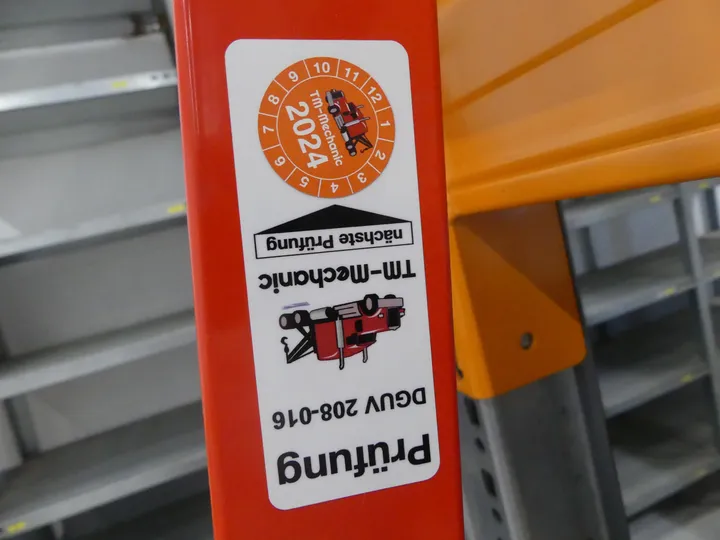 Prüfung
DGUV 208-016
TM-Mechanic
nächste Prüfung
TM-Mechanic
2024
1
2
3
4
5
6
7
8
9
10
11
12